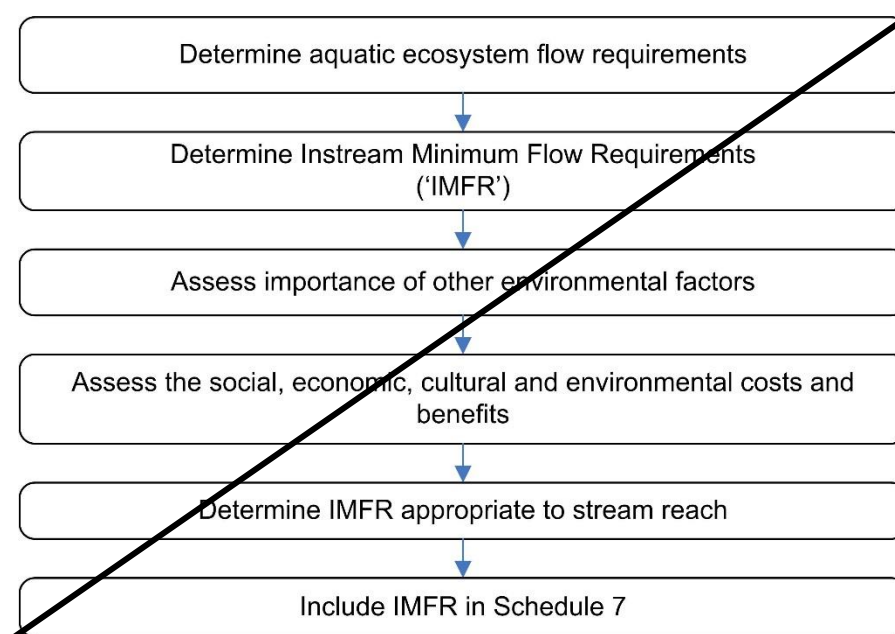 Determine aquatic ecosystem flow requirements
Determine Instream Minimum Flow Requirements
(‘IMFR’)
Assess importance of other environmental factors
Assess the social, economic, cultural and environmental costs and
benefits
Determine IMFR appropriate to stream reach
Include IMFR in Schedule 7